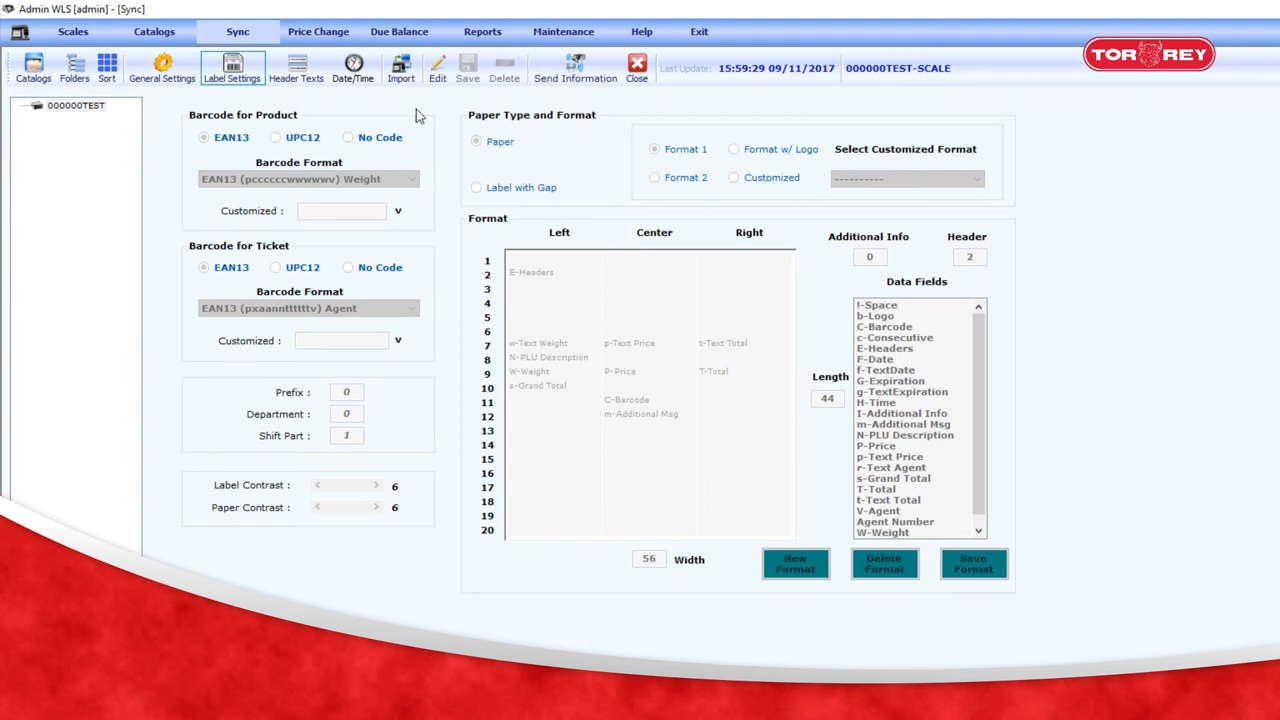 Admin WLS [admin] - [Sync]
Scales Catalogs Sync Price Change Due Balance Reports Maintenance Help Exit
Catalogs Folders Sort General Settings Label Settings Header Texts Date/Time Import Edit Save Delete Send Information Close Last Update: 15:59:29 09/11/2017 000000TEST-SCALE
TORREY
000000TEST
Barcode for Product
EAN13 UPC12 No Code
Barcode Format
EAN13 (pccccccwwwwwv) Weight
Customized : v
Barcode for Ticket
EAN13 UPC12 No Code
Barcode Format
EAN13 (pxaannttttttv) Agent
Customized : v
Prefix : 0
Department : 0
Shift Part : 1
Label Contrast : < > 6
Paper Contrast : < > 6
Paper Type and Format
Paper
Label with Gap
Format 1 Format w/ Logo Select Customized Format
Format 2 Customized ----------
Format
Left Center Right
1
2 E-Headers
3
4
5
6
7 w-Text Weight p-Text Price t-Text Total
8 N-PLU Description
9 W-Weight P-Price T-Total
10 s-Grand Total
11 C-Barcode
12 m-Additional Msg
13
14
15
16
17
18
19
20
56 Width
Additional Info Header
0 2
Data Fields
Length
44
!-Space
b-Logo
C-Barcode
c-Consecutive
E-Headers
F-Date
f-TextDate
G-Expiration
g-TextExpiration
H-Time
I-Additional Info
m-Additional Msg
N-PLU Description
P-Price
p-Text Price
r-Text Agent
s-Grand Total
T-Total
t-Text Total
V-Agent
Agent Number
W-Weight
New Format
Delete Format
Save Format